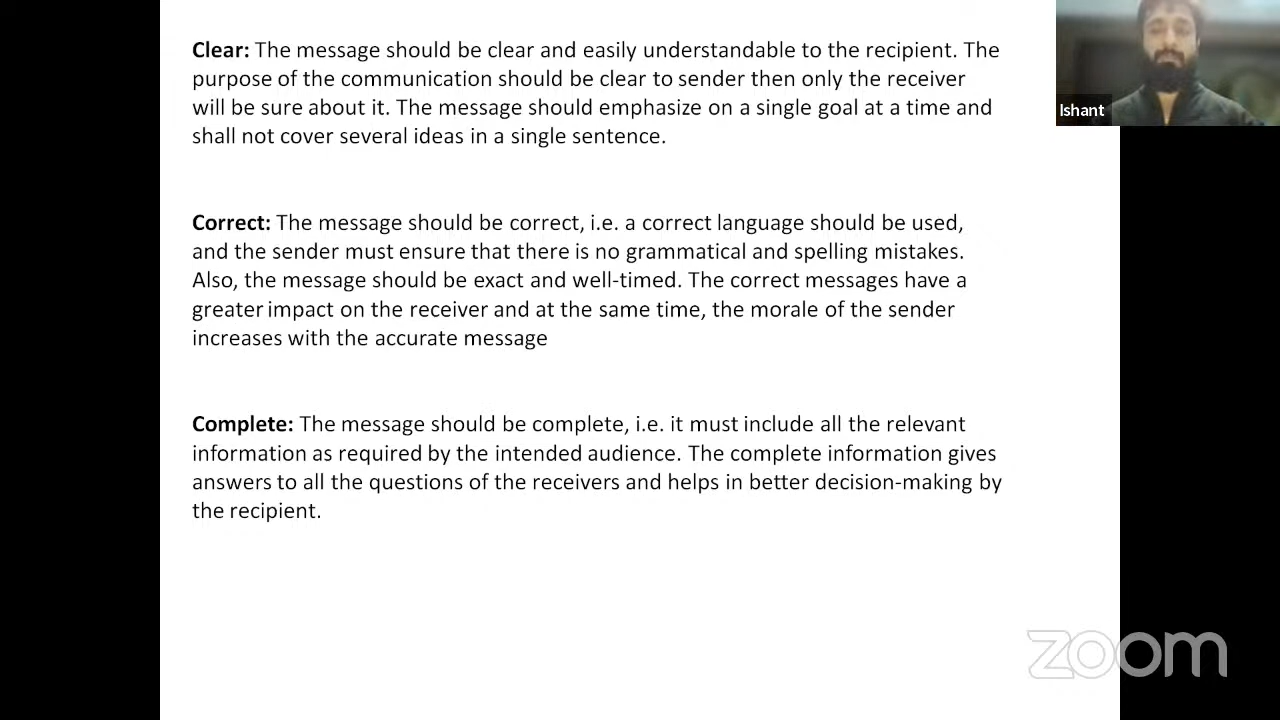 Clear: The message should be clear and easily understandable to the recipient. The
purpose of the communication should be clear to sender then only the receiver
will be sure about it. The message should emphasize on a single goal at a time and
shall not cover several ideas in a single sentence.
Ishant
Correct: The message should be correct, i.e. a correct language should be used,
and the sender must ensure that there is no grammatical and spelling mistakes.
Also, the message should be exact and well-timed. The correct messages have a
greater impact on the receiver and at the same time, the morale of the sender
increases with the accurate message
Complete: The message should be complete, i.e. it must include all the relevant
information as required by the intended audience. The complete information gives
answers to all the questions of the receivers and helps in better decision-making by
the recipient.
zoom